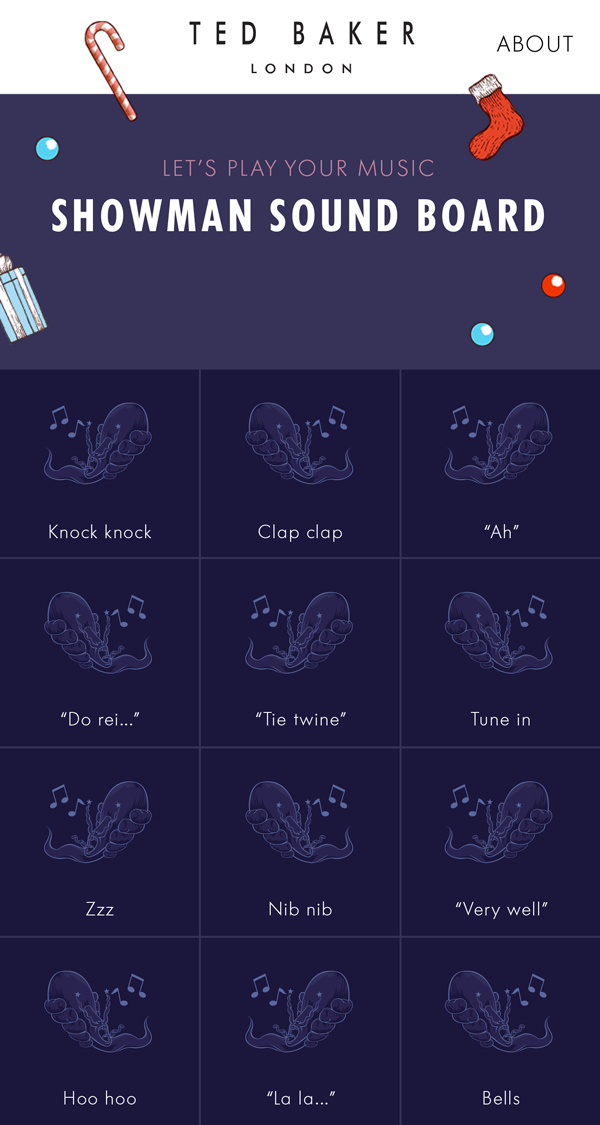 TED BAKER
LONDON
ABOUT
LET'S PLAY YOUR MUSIC
SHOWMAN SOUND BOARD
Knock knock
Clap clap
“Ah”
“Do rei...”
“Tie twine”
Tune in
Zzz
Nib nib
“Very well”
Hoo hoo
“La la...”
Bells